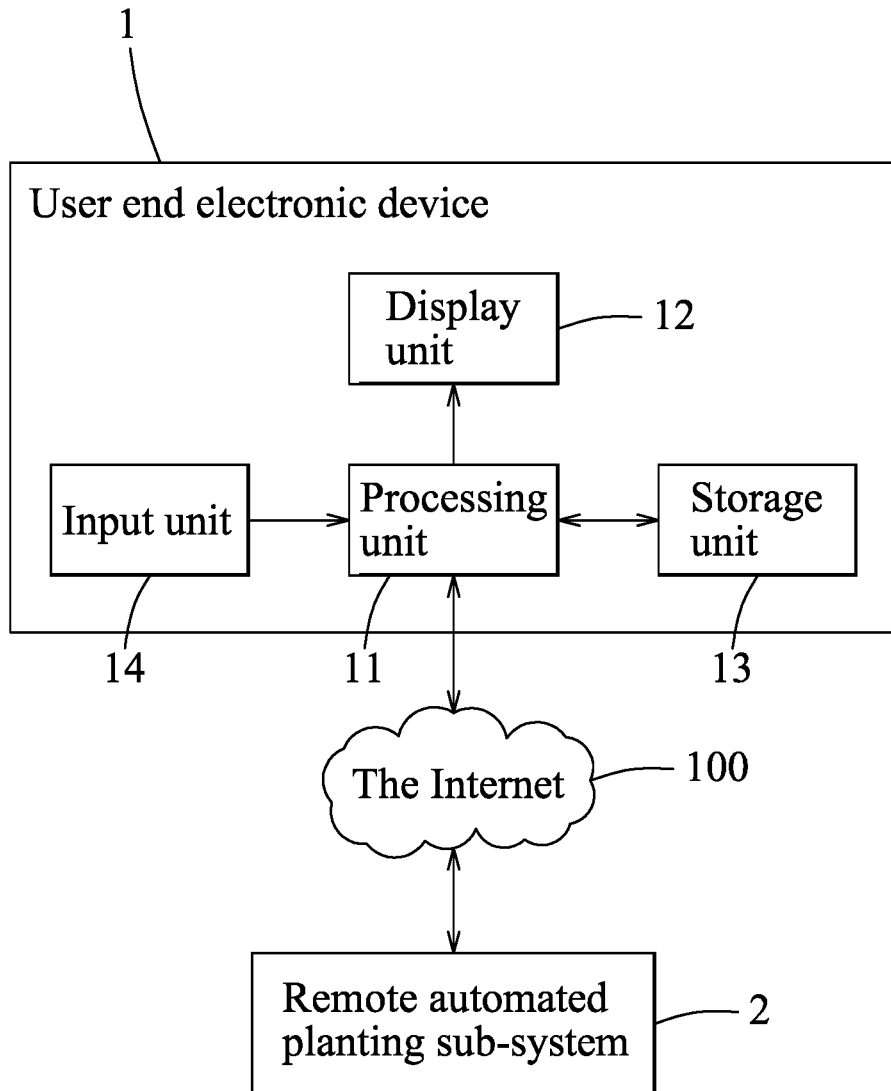 1
User end electronic device
Display
unit
12
Input unit
Processing
unit
Storage
unit
14
11
13
The Internet
100
Remote automated
planting sub-system
2